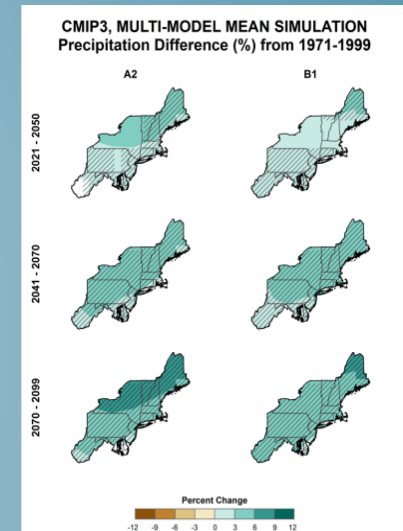 CMIP3, MULTI-MODEL MEAN SIMULATION
Precipitation Difference (%) from 1971-1999
A2 B1
2021 - 2050
2041 - 2070
2070 - 2099
Percent Change
-12 -9 -6 -3 0 3 6 9 12